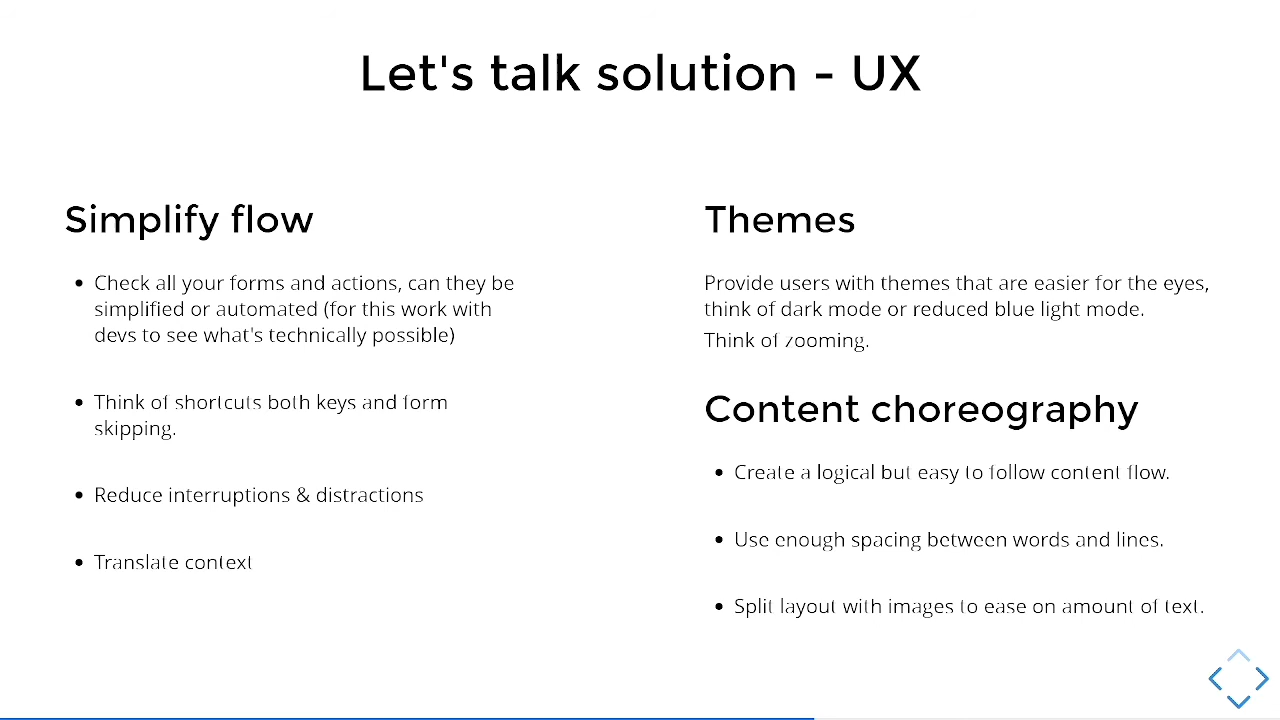 Let's talk solution - UX
Simplify flow
• Check all your forms and actions, can they be
simplified or automated (for this work with
devs to see what's technically possible)
• Think of shortcuts both keys and form
skipping.
• Reduce interruptions & distractions
• Translate context
Themes
Provide users with themes that are easier for the eyes,
think of dark mode or reduced blue light mode.
Think of zooming.
Content choreography
• Create a logical but easy to follow content flow.
• Use enough spacing between words and lines.
• Split layout with images to ease on amount of text.